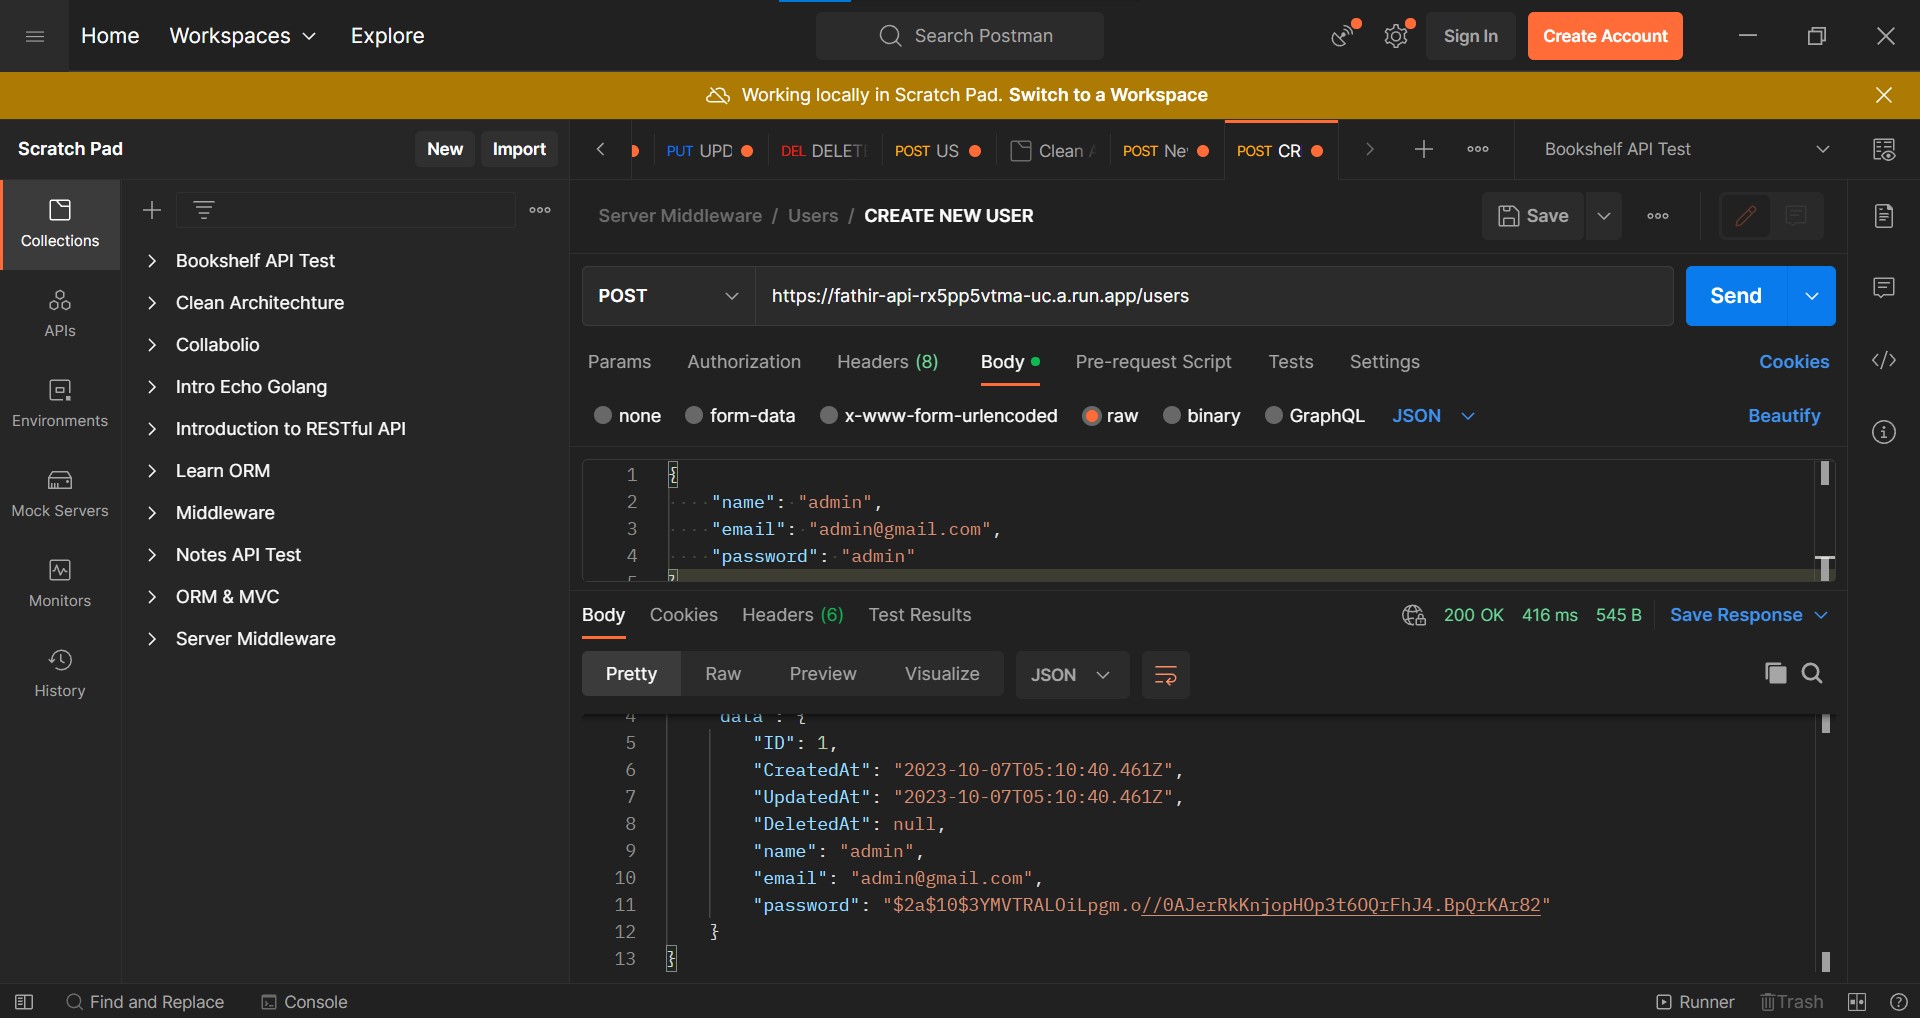 Home Workspaces Explore Search Postman Sign In Create Account
Working locally in Scratch Pad. Switch to a Workspace
Scratch Pad New Import
PUT UPD DEL DELET POST US Clean A POST Ne POST CR Bookshelf API Test
Collections
APIs
Environments
Mock Servers
Monitors
History
Bookshelf API Test
Clean Architechture
Collabolio
Intro Echo Golang
Introduction to RESTful API
Learn ORM
Middleware
Notes API Test
ORM & MVC
Server Middleware
Server Middleware / Users / CREATE NEW USER Save
POST https://fathir-api-rx5pp5vtma-uc.a.run.app/users Send
Params Authorization Headers (8) Body Pre-request Script Tests Settings Cookies
none form-data x-www-form-urlencoded raw binary GraphQL JSON Beautify
1 {
2 "name": "admin",
3 "email": "admin@gmail.com",
4 "password": "admin"
5 }
Body Cookies Headers (6) Test Results 200 OK 416 ms 545 B Save Response
Pretty Raw Preview Visualize JSON
4 "data": {
5 "ID": 1,
6 "CreatedAt": "2023-10-07T05:10:40.461Z",
7 "UpdatedAt": "2023-10-07T05:10:40.461Z",
8 "DeletedAt": null,
9 "name": "admin",
10 "email": "admin@gmail.com",
11 "password": "$2a$10$3YMVTRALOiLpgm.o//0AJerRkKnjopHOp3t6OQrFhJ4.BpQrKAr82"
12 }
13 }
Find and Replace Console Runner Trash